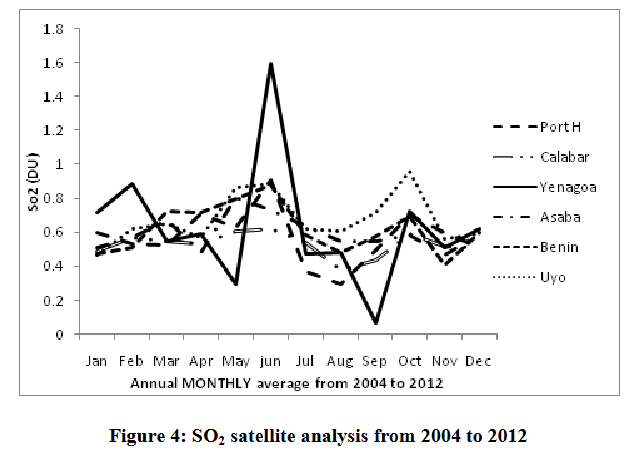 1.8
1.6
1.4
1.2
1
0.8
0.6
0.4
0.2
0
So2 (DU)
Jan Feb Mar Apr May jun Jul Aug Sep Oct Nov Dec
Annual MONTHLY average from 2004 to 2012
Port H
Calabar
Yenagoa
Asaba
Benin
Uyo
Figure 4: SO₂ satellite analysis from 2004 to 2012